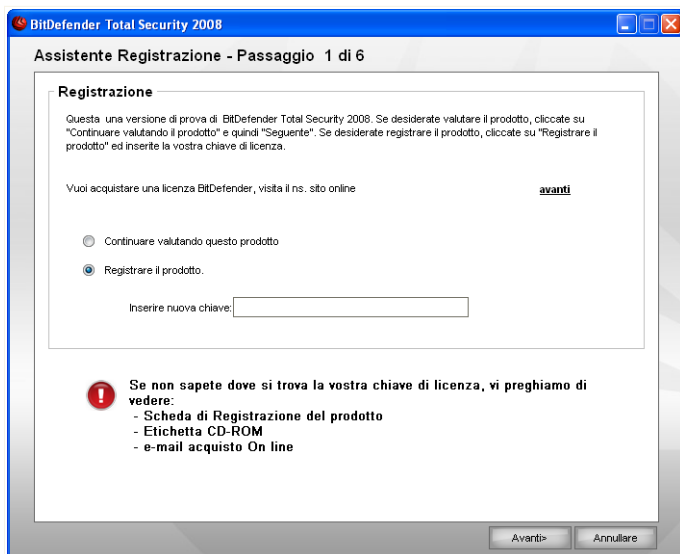 BitDefender Total Security 2008
Assistente Registrazione - Passaggio 1 di 6
Registrazione
Questa una versione di prova di BitDefender Total Security 2008. Se desiderate valutare il prodotto, cliccate su
"Continuare valutando il prodotto" e quindi "Seguente". Se desiderate registrare il prodotto, cliccate su "Registrare il
prodotto" ed inserite la vostra chiave di licenza.
Vuoi acquistare una licenza BitDefender, visita il ns. sito online avanti
Continuare valutando questo prodotto
Registrare il prodotto.
Inserire nuova chiave:
Se non sapete dove si trova la vostra chiave di licenza, vi preghiamo di
vedere:
- Scheda di Registrazione del prodotto
- Etichetta CD-ROM
- e-mail acquisto On line
Avanti> Annullare